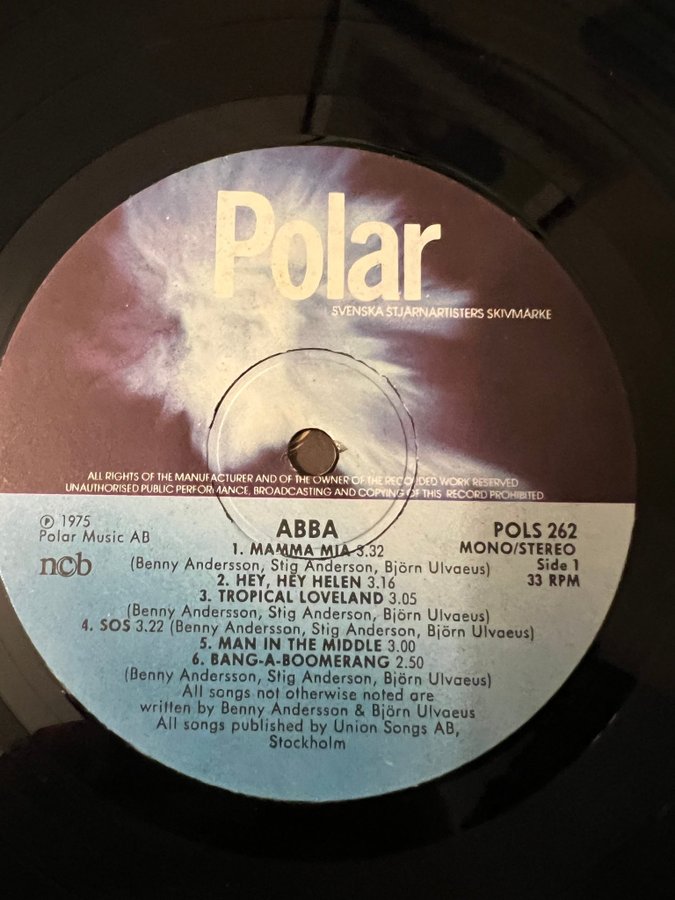 Polar
SVENSKA STJÄRNARTISTERS SKIVMÄRKE
ALL RIGHTS OF THE MANUFACTURER AND OF THE OWNER OF THE RECORDED WORK RESERVED
UNAUTHORISED PUBLIC PERFORMANCE, BROADCASTING AND COPYING OF THIS RECORD PROHIBITED
℗ 1975
Polar Music AB
ncb
ABBA
POLS 262
MONO/STEREO
Side 1
33 RPM
1. MAMMA MIA 3.32
(Benny Andersson, Stig Anderson, Björn Ulvaeus)
2. HEY, HEY HELEN 3.16
3. TROPICAL LOVELAND 3.05
(Benny Andersson, Stig Anderson, Björn Ulvaeus)
4. SOS 3.22 (Benny Andersson, Stig Anderson, Björn Ulvaeus)
5. MAN IN THE MIDDLE 3.00
6. BANG-A-BOOMERANG 2.50
(Benny Andersson, Stig Anderson, Björn Ulvaeus)
All songs not otherwise noted are
written by Benny Andersson & Björn Ulvaeus
All songs published by Union Songs AB,
Stockholm